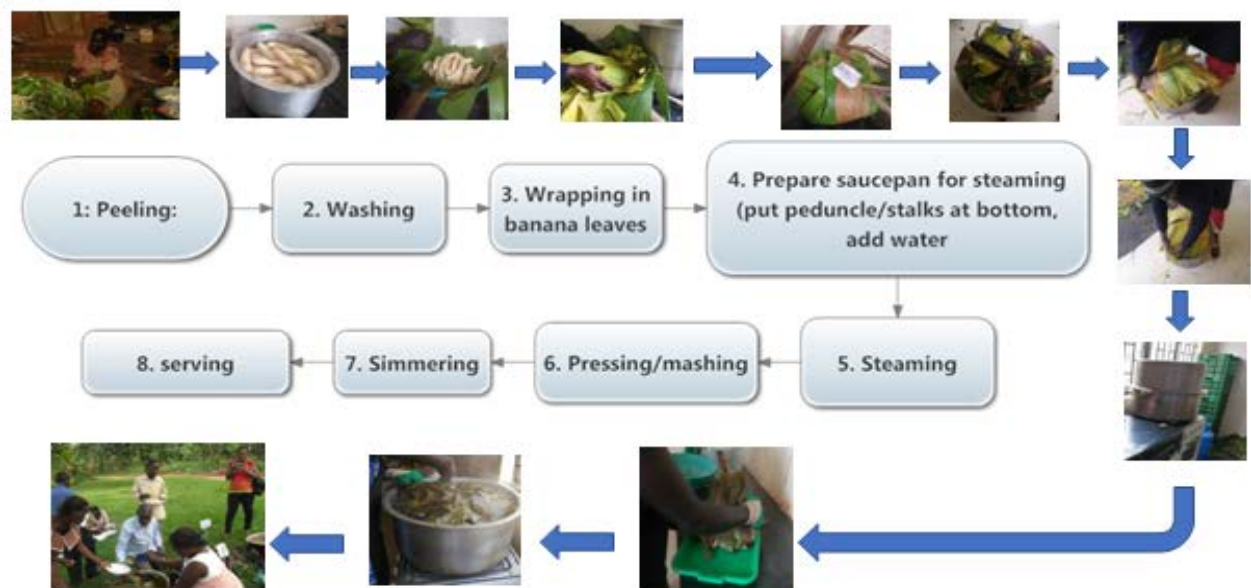 1: Peeling:
2. Washing
3. Wrapping in
banana leaves
4. Prepare saucepan for steaming
(put peduncle/stalks at bottom,
add water
5. Steaming
6. Pressing/mashing
7. Simmering
8. serving